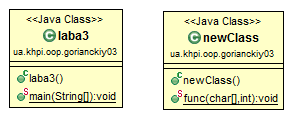 <<Java Class>>
laba3
ua.khpi.oop.gorianckiy03
laba3()
main(String[]):void
<<Java Class>>
newClass
ua.khpi.oop.gorianckiy03
newClass()
func(char[],int):void